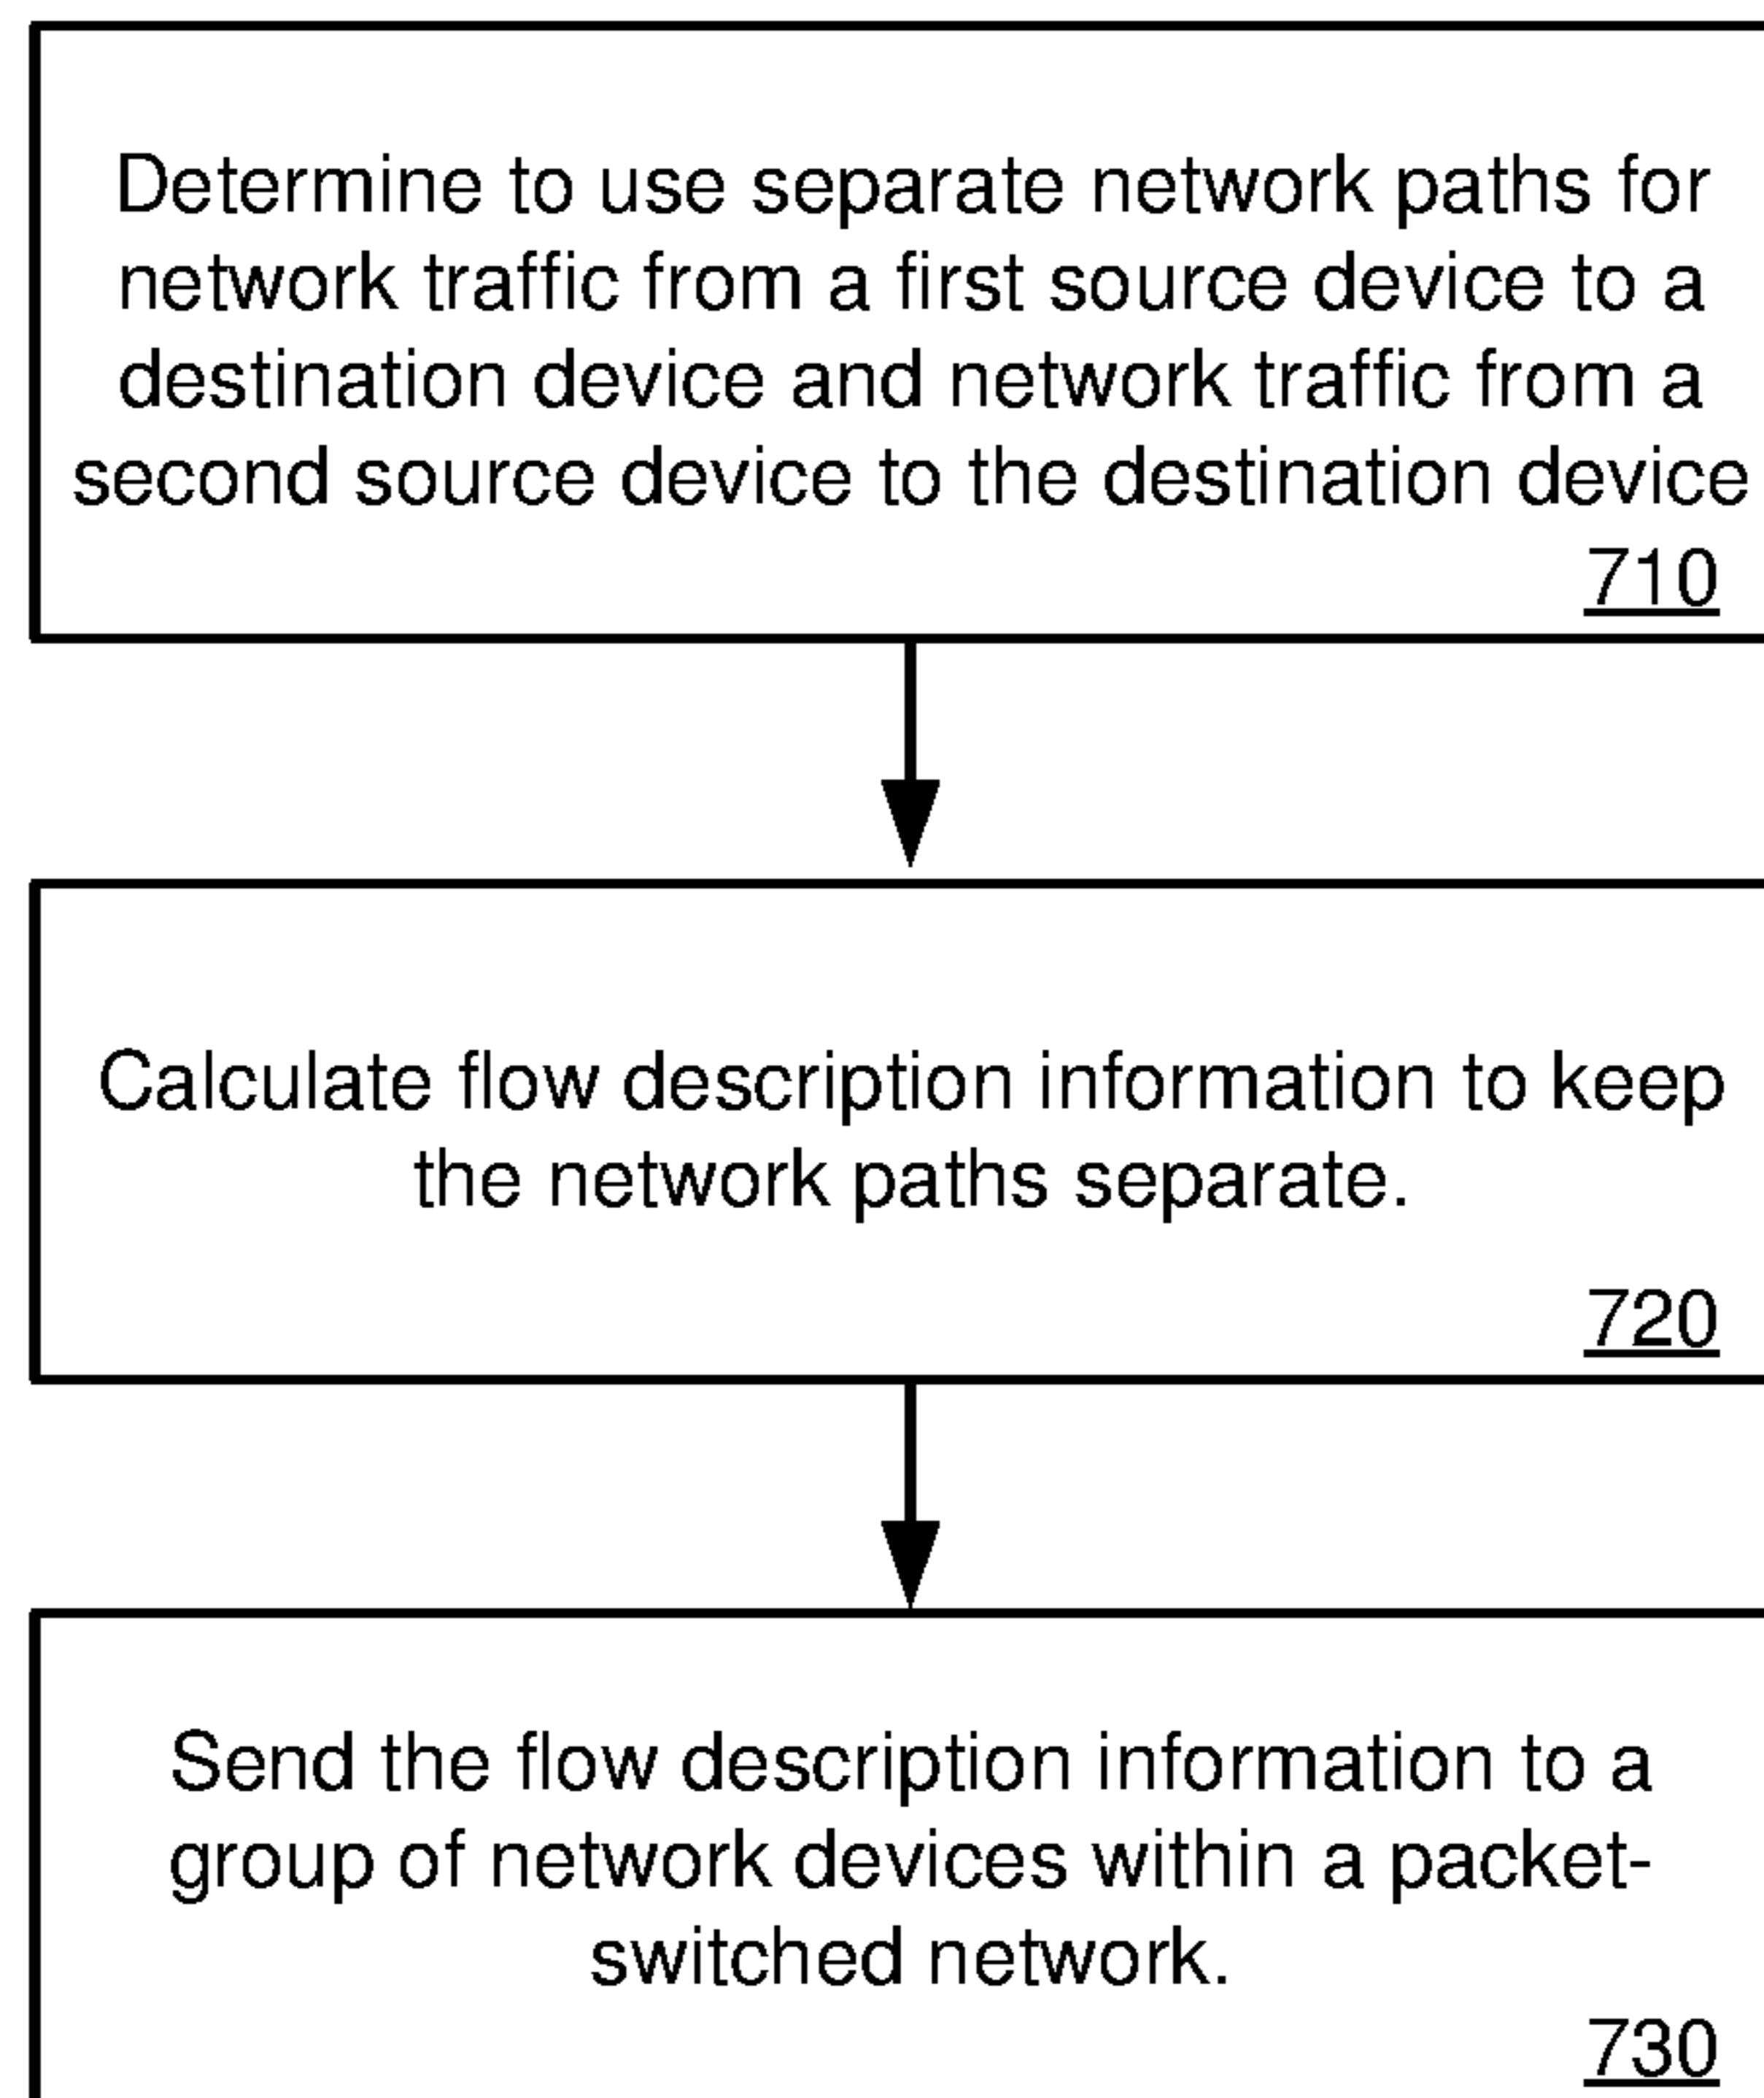 Determine to use separate network paths for
network traffic from a first source device to a
destination device and network traffic from a
second source device to the destination device
710
Calculate flow description information to keep
the network paths separate.
720
Send the flow description information to a
group of network devices within a packet-
switched network.
730